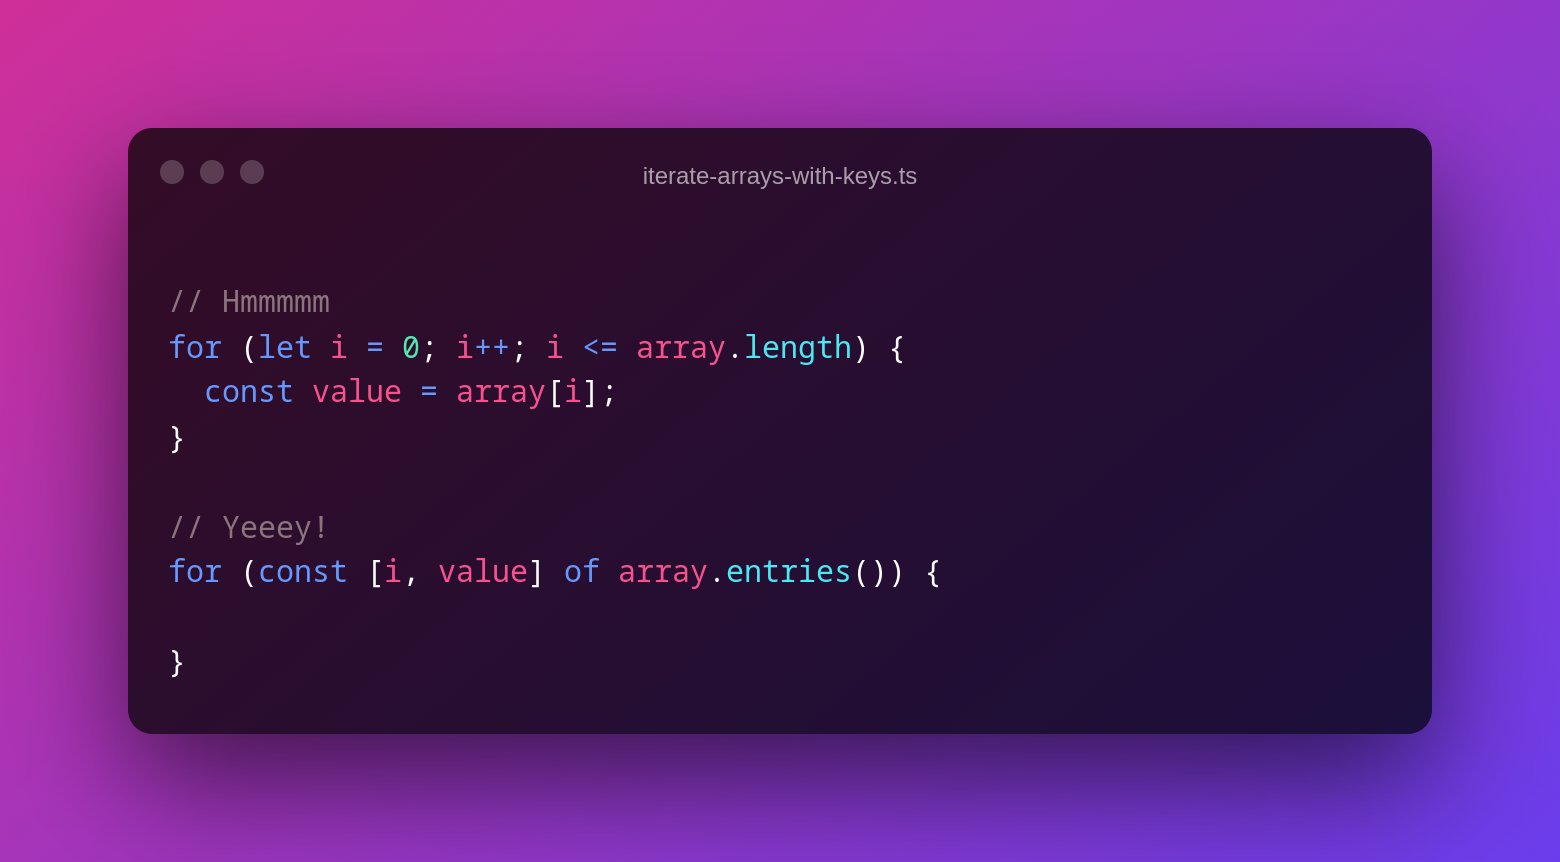 iterate-arrays-with-keys.ts
// Hmmmmm
for (let i = 0; i++; i <= array.length) {
  const value = array[i];
}
// Yeeey!
for (const [i, value] of array.entries()) {
}